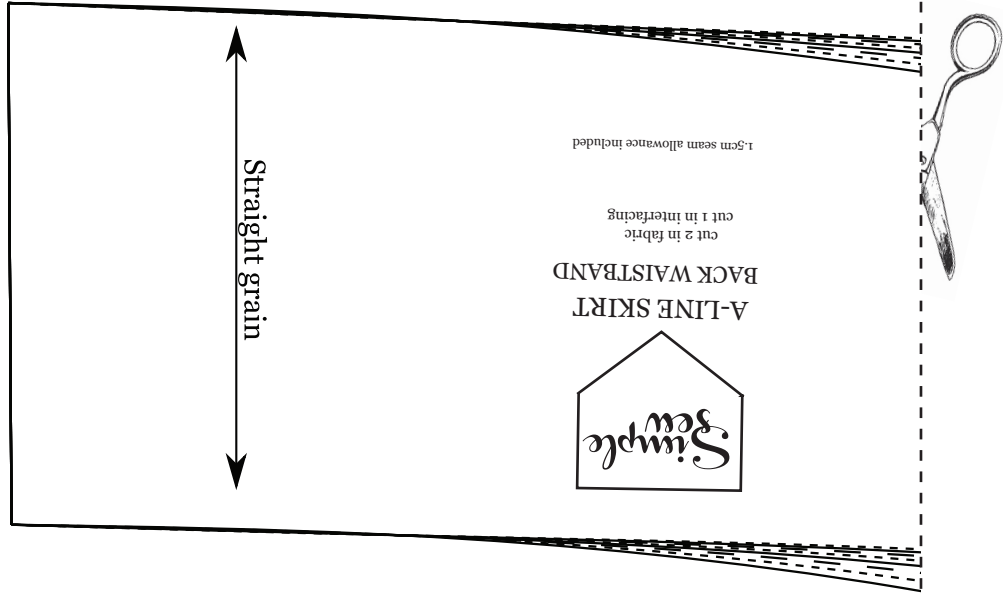 Simple
sew
A-LINE SKIRT
BACK WAISTBAND
cut 2 in fabric
cut 1 in interfacing
1.5cm seam allowance included
Straight grain